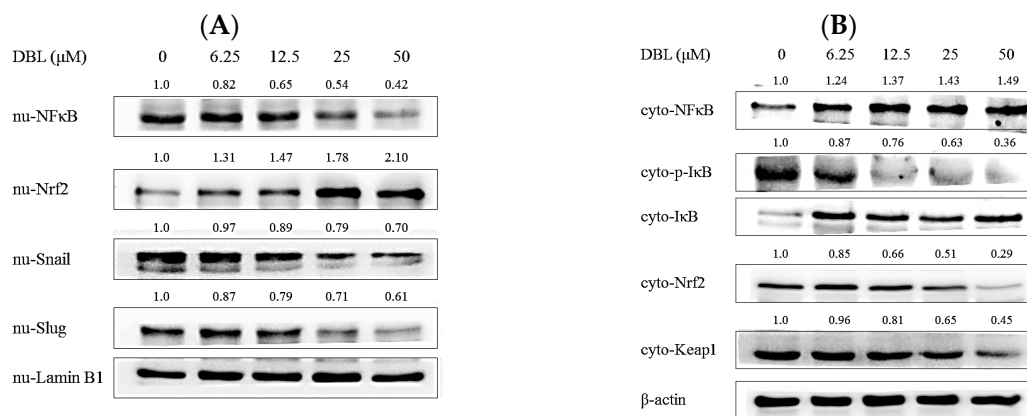 (A)
DBL (μM) 0 6.25 12.5 25 50
1.0 0.82 0.65 0.54 0.42
nu-NFκB
1.0 1.31 1.47 1.78 2.10
nu-Nrf2
1.0 0.97 0.89 0.79 0.70
nu-Snail
1.0 0.87 0.79 0.71 0.61
nu-Slug
nu-Lamin B1
(B)
DBL (μM) 0 6.25 12.5 25 50
1.0 1.24 1.37 1.43 1.49
cyto-NFκB
1.0 0.87 0.76 0.63 0.36
cyto-p-IκB
cyto-IκB
1.0 0.85 0.66 0.51 0.29
cyto-Nrf2
1.0 0.96 0.81 0.65 0.45
cyto-Keap1
β-actin